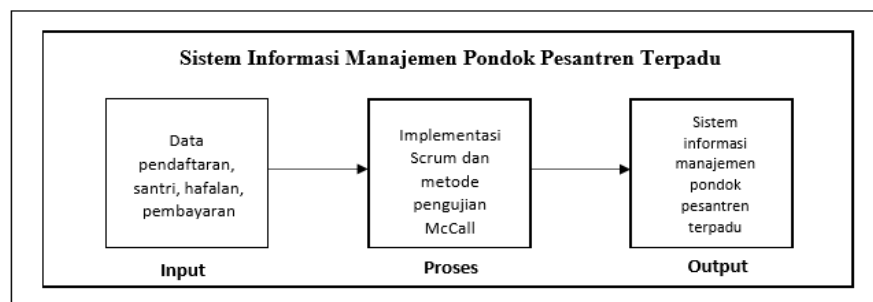 Sistem Informasi Manajemen Pondok Pesantren Terpadu
Data
pendaftaran,
santri, hafalan,
pembayaran
Input
Implementasi
Scrum dan
metode
pengujian
McCall
Proses
Sistem
informasi
manajemen
pondok
pesantren
terpadu
Output